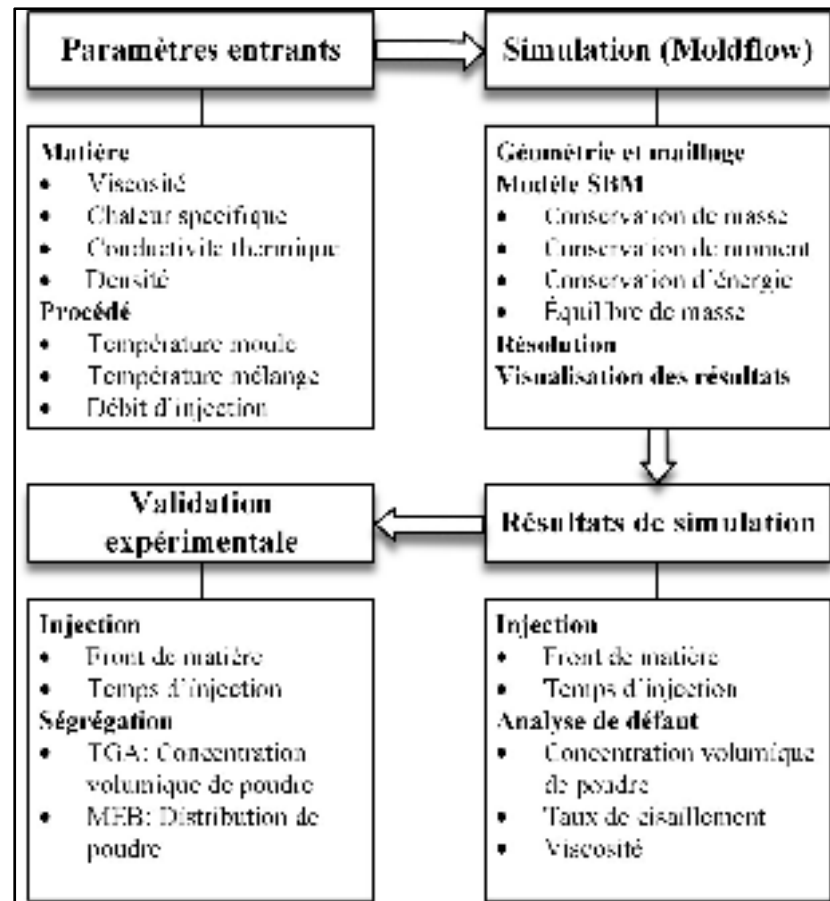 Paramètres entrants
Matière
• Viscosité
• Chaleur spécifique
• Conductivité thermique
• Densité
Procédé
• Température moule
• Température mélange
• Débit d'injection
Simulation (Moldflow)
Géométrie et maillage
Modèle SBM
• Conservation de masse
• Conservation de moment
• Conservation d'énergie
• Équilibre de masse
Résolution
Visualisation des résultats
Résultats de simulation
Injection
• Front de matière
• Temps d'injection
Analyse de défaut
• Concentration volumique
de poudre
• Taux de cisaillement
• Viscosité
Validation
expérimentale
Injection
• Front de matière
• Temps d'injection
Ségrégation
• TGA: Concentration
volumique de poudre
• MEB: Distribution de
poudre